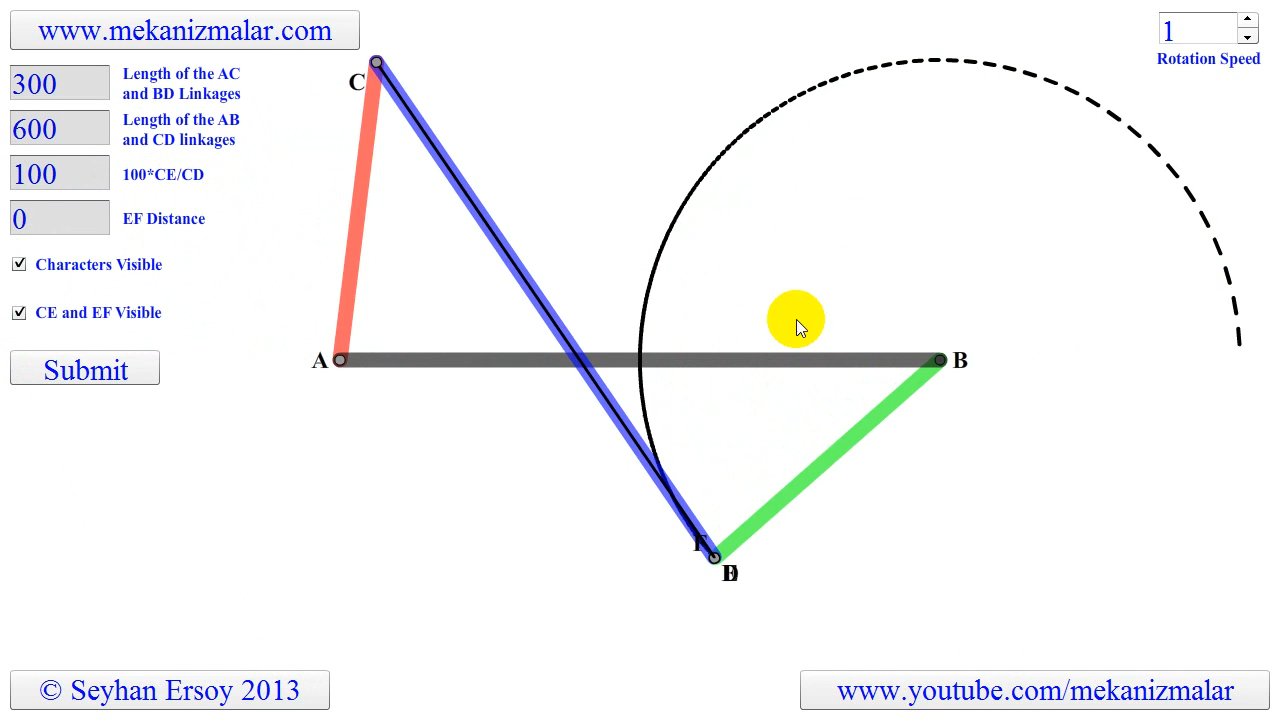 www.mekanizmalar.com
1
Rotation Speed
300
Length of the AC
and BD Linkages
600
Length of the AB
and CD linkages
100
100*CE/CD
0
EF Distance
Characters Visible
CE and EF Visible
Submit
C
A
B
F
© Seyhan Ersoy 2013
www.youtube.com/mekanizmalar